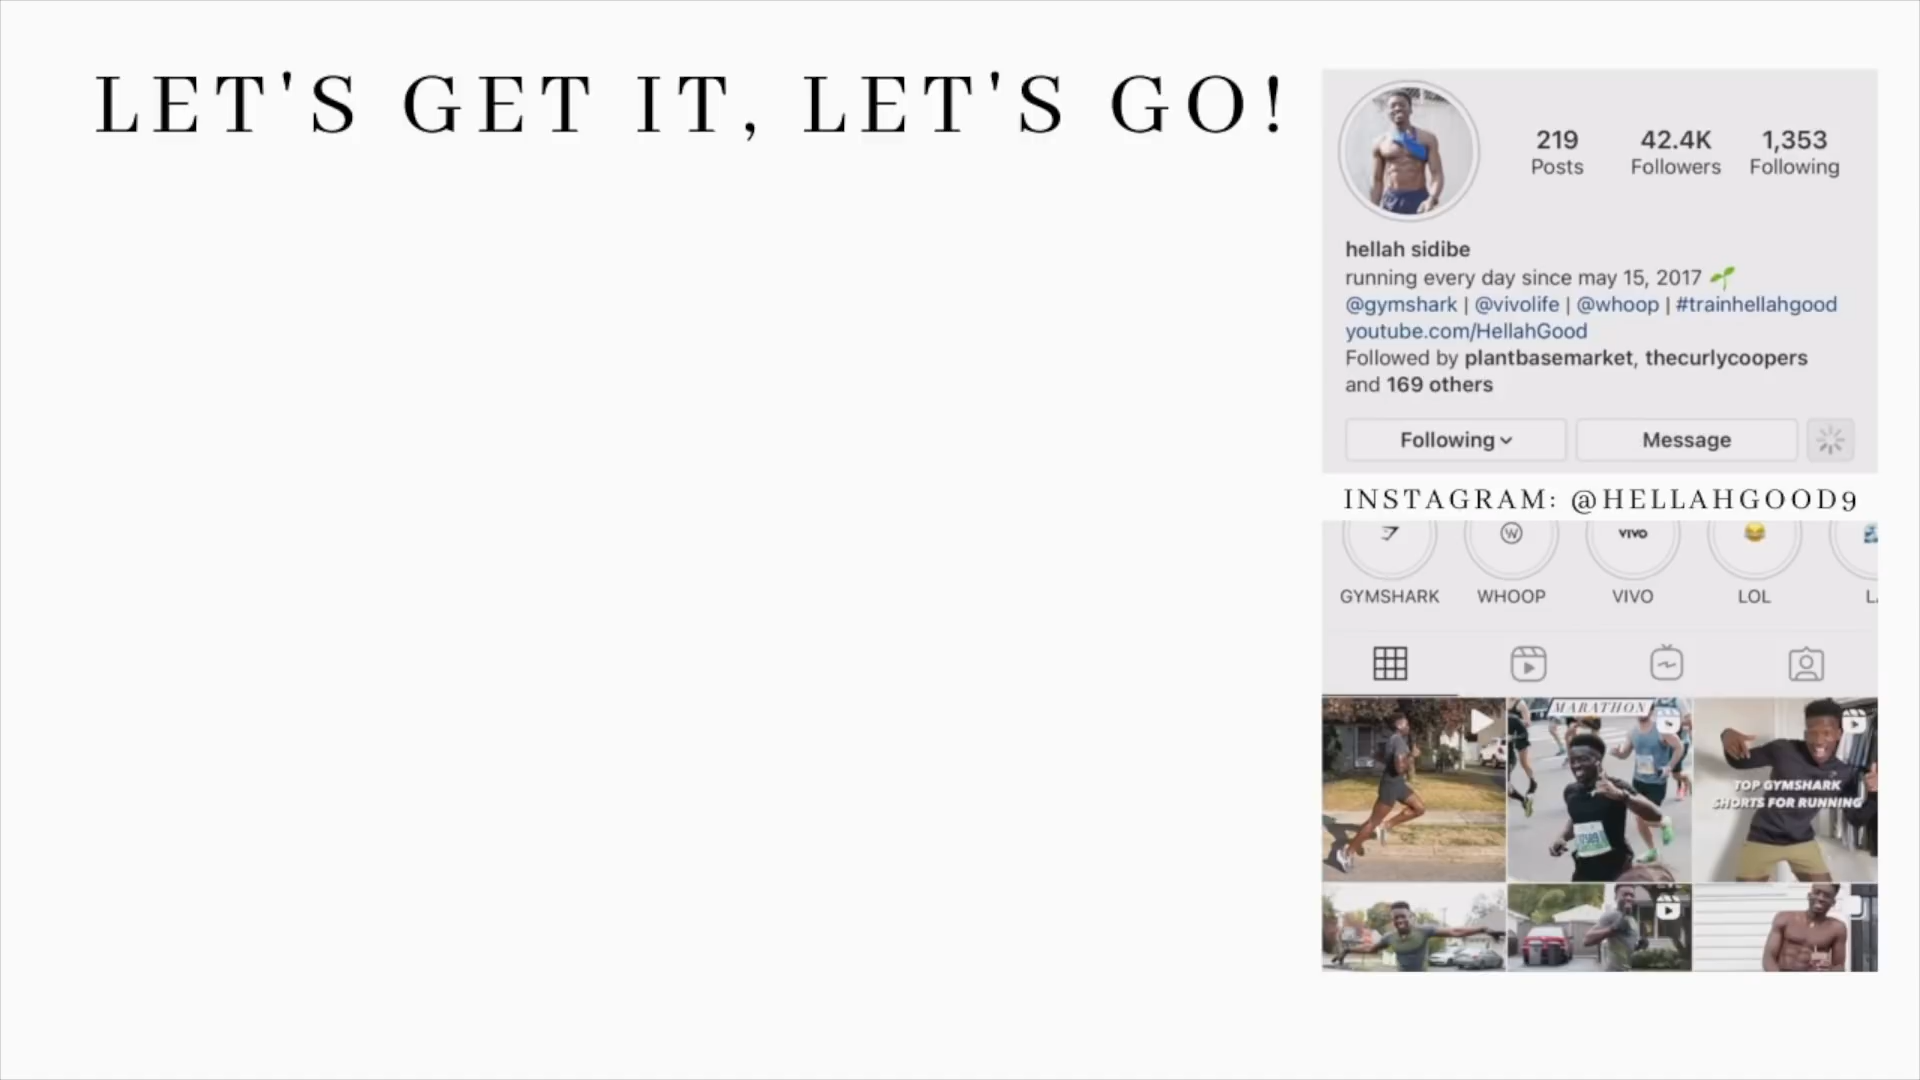 LET'S GET IT, LET'S GO!
219 Posts
42.4K Followers
1,353 Following
hellah sidibe
running every day since may 15, 2017
@gymshark | @vivolife | @whoop | #trainhellahgood
youtube.com/HellahGood
Followed by plantbasemarket, thecurlycoopers
and 169 others
Following
Message
INSTAGRAM: @HELLAHGOOD9
VIVO
GYMSHARK
WHOOP
VIVO
LOL
MARATHON
TOP GYMSHARK
SHORTS FOR RUNNING